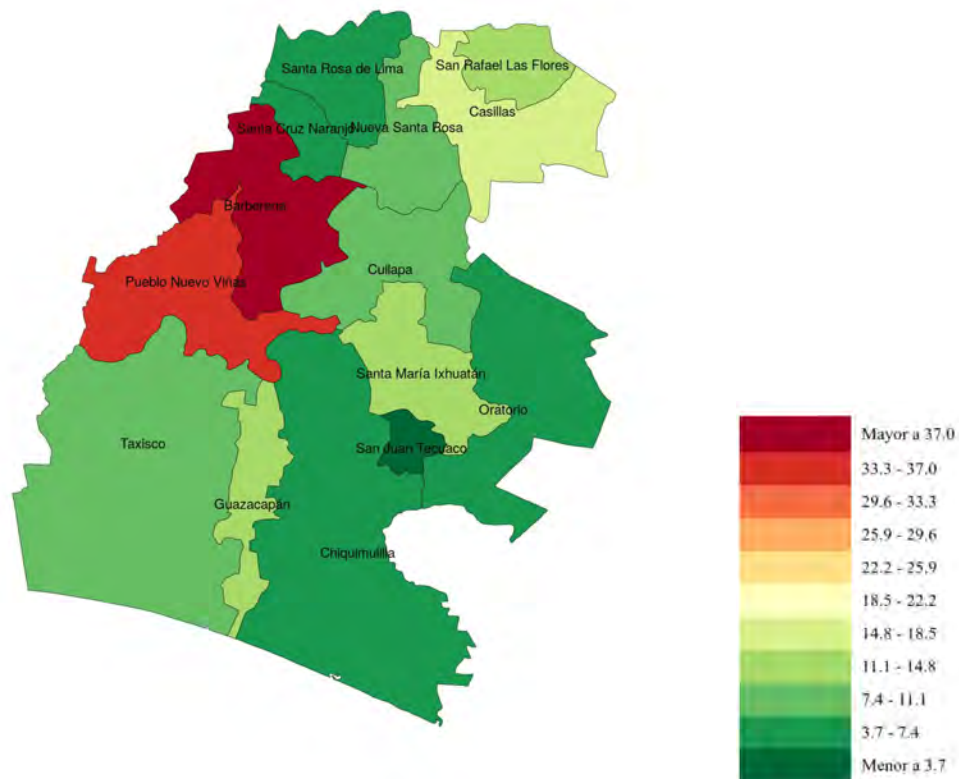 Santa Rosa de Lima
San Rafael Las Flores
Casillas
Santa Cruz Naranjo
Nueva Santa Rosa
Barberena
Cuilapa
Pueblo Nuevo Viñas
Santa María Ixhuatán
Oratorio
Taxisco
San Juan Tecuaco
Guazacapán
Chiquimulilla
Mayor a 37.0
33.3 - 37.0
29.6 - 33.3
25.9 - 29.6
22.2 - 25.9
18.5 - 22.2
14.8 - 18.5
11.1 - 14.8
7.4 - 11.1
3.7 - 7.4
Menor a 3.7